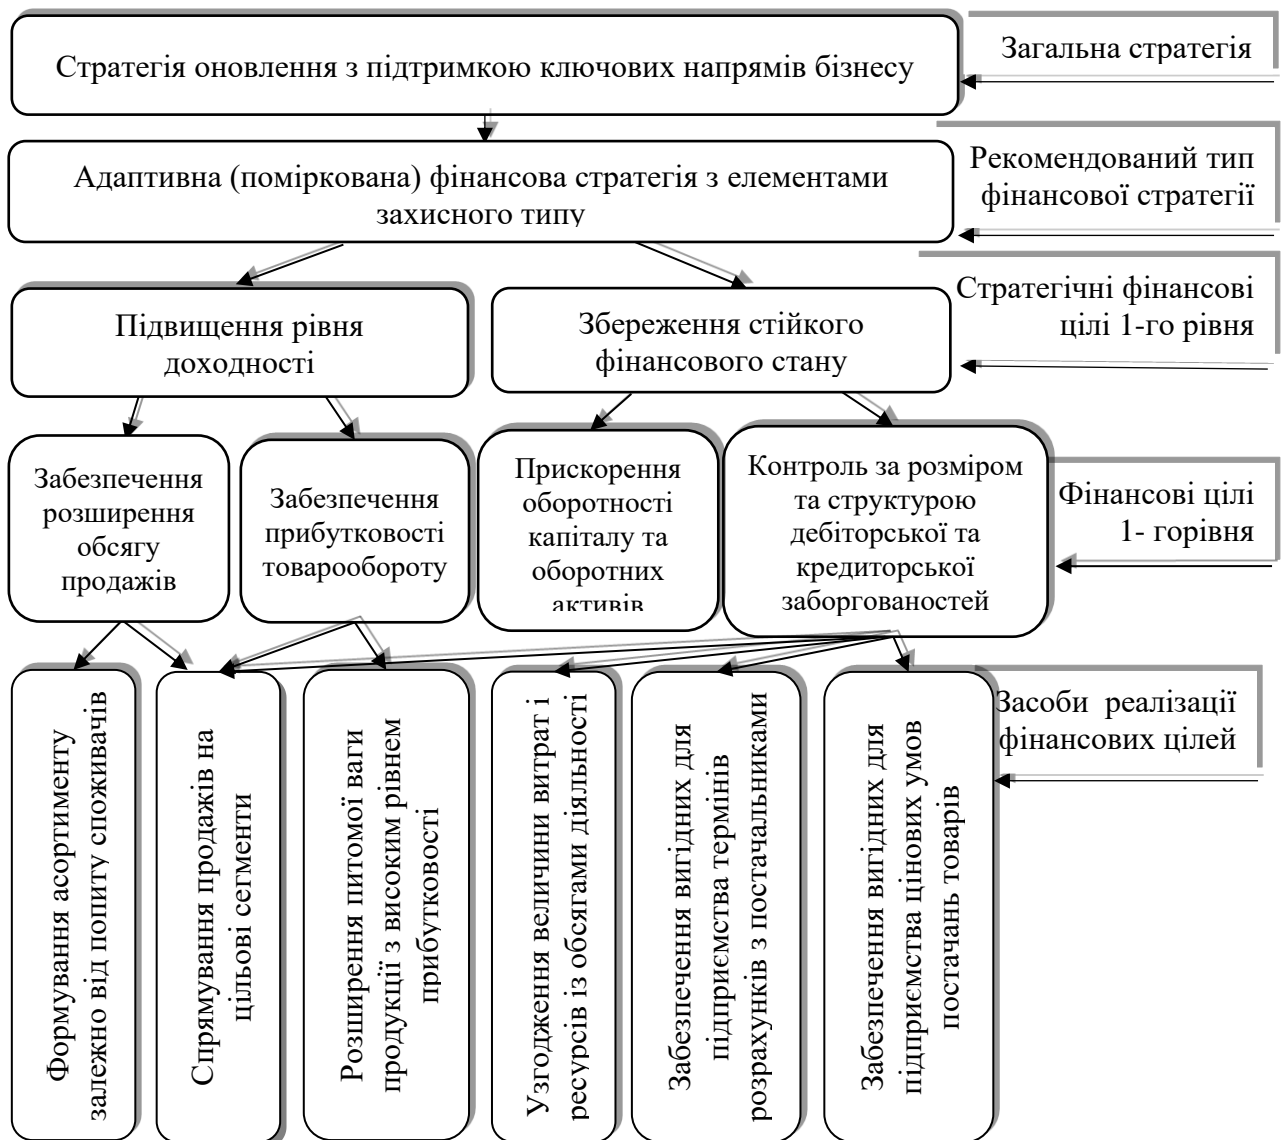 Стратегія оновлення з підтримкою ключових напрямів бізнесу
Загальна стратегія
Адаптивна (поміркована) фінансова стратегія з елементами
захисного типу
Рекомендований тип
фінансової стратегії
Підвищення рівня
доходності
Збереження стійкого
фінансового стану
Стратегічні фінансові
цілі 1-го рівня
Забезпечення
розширення
обсягу
продажів
Забезпечення
прибутковості
товарообороту
Прискорення
оборотності
капіталу та
оборотних
активів
Контроль за розміром
та структурою
дебіторської та
кредиторської
заборгованостей
Фінансові цілі
1- горівня
Формування асортименту
залежно від попиту споживачів
Спрямування продажів на
цільові сегменти
Розширення питомої ваги
продукції з високим рівнем
прибутковості
Узгодження величини витрат і
ресурсів із обсягами діяльності
Забезпечення вигідних для
підприємства термінів
розрахунків з постачальниками
Забезпечення вигідних для
підприємства цінових умов
постачань товарів
Засоби реалізації
фінансових цілей